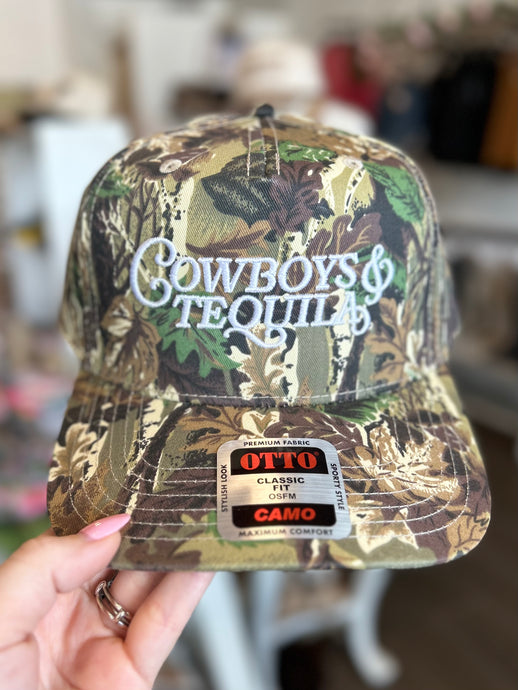 COWBOYS &
TEQUILA
PREMIUM FABRIC
STYLISH LOOK
OTTO
CLASSIC
FIT
OSFM
CAMO
SPORTY STYLE
MAXIMUM COMFORT